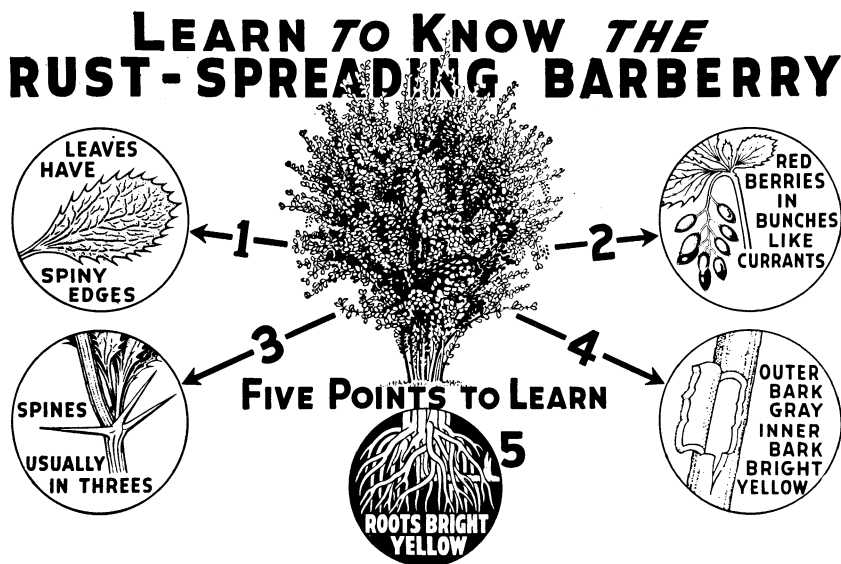 LEARN TO KNOW THE
RUST-SPREADING BARBERRY
LEAVES
HAVE
SPINY
EDGES
1
2
RED
BERRIES
IN
BUNCHES
LIKE
CURRANTS
3
SPINES
USUALLY
IN THREES
4
OUTER
BARK
GRAY
INNER
BARK
BRIGHT
YELLOW
FIVE POINTS TO LEARN
5
ROOTS BRIGHT
YELLOW